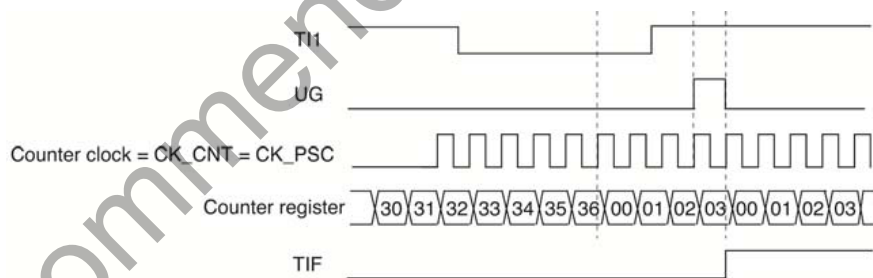 TI1
UG
Counter clock = CK_CNT = CK_PSC
Counter register 30 31 32 33 34 35 36 00 01 02 03 00 01 02 03
TIF
ommen